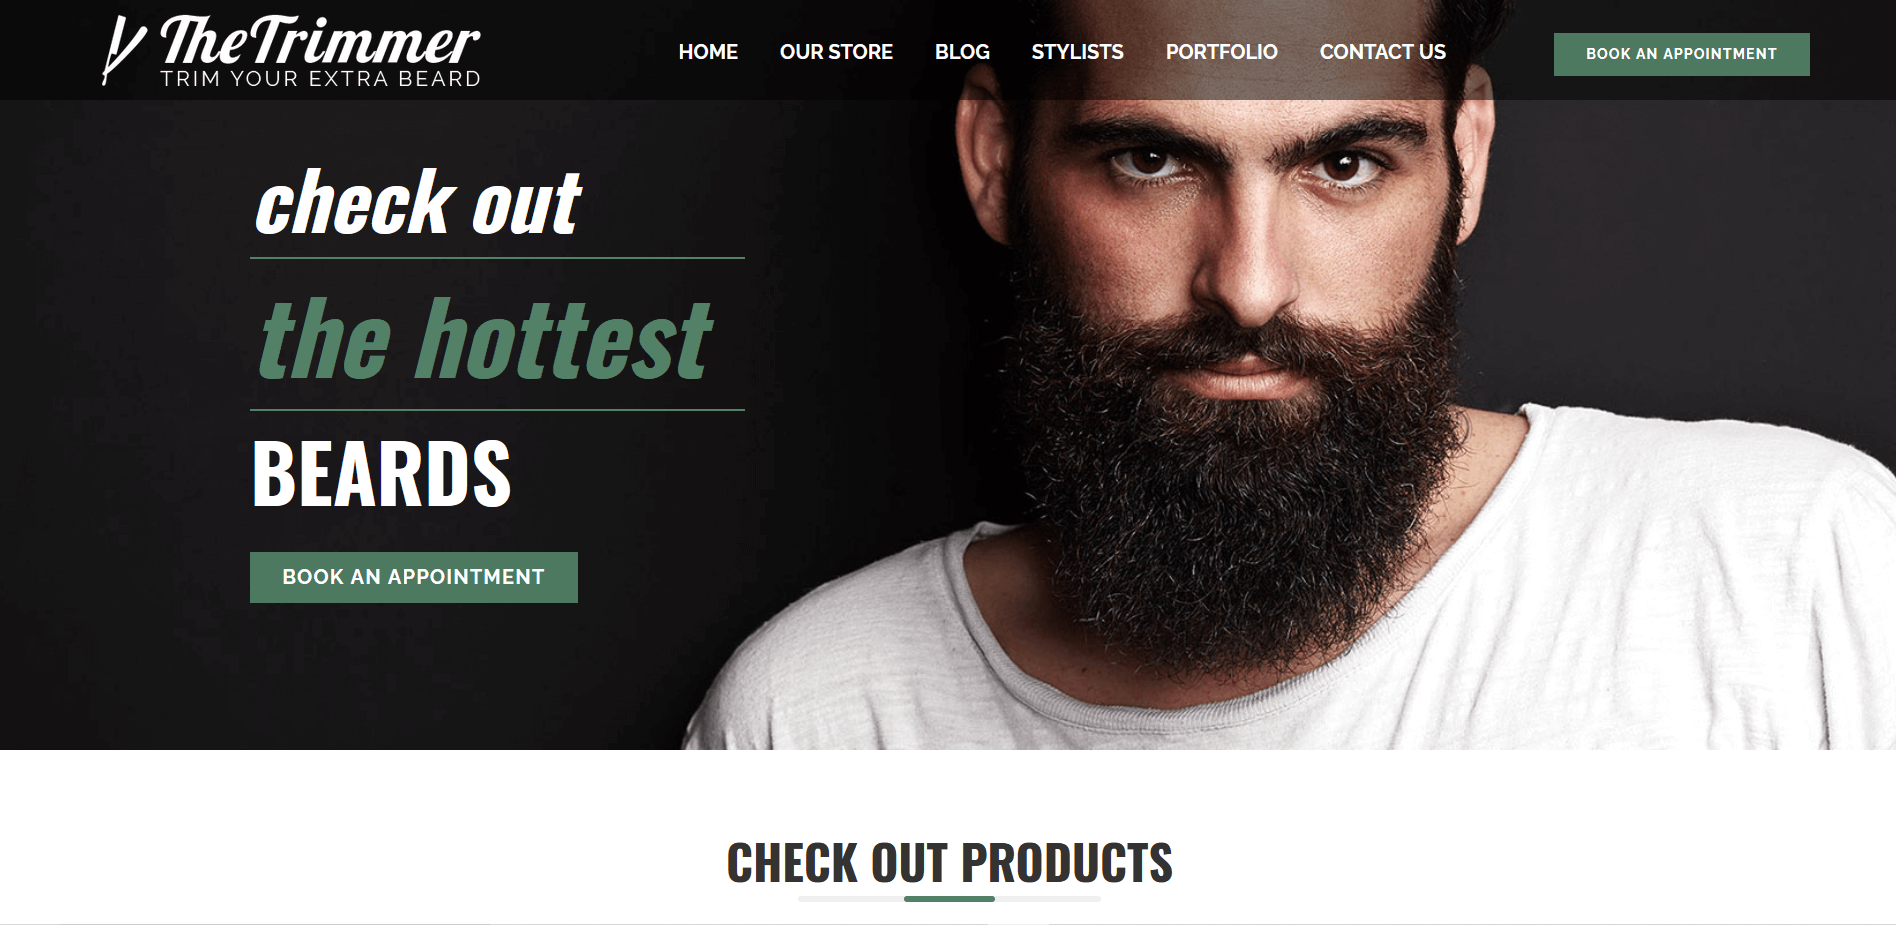 TheTrimmer
TRIM YOUR EXTRA BEARD
HOME OUR STORE BLOG STYLISTS PORTFOLIO CONTACT US
BOOK AN APPOINTMENT
check out
the hottest
BEARDS
BOOK AN APPOINTMENT
CHECK OUT PRODUCTS